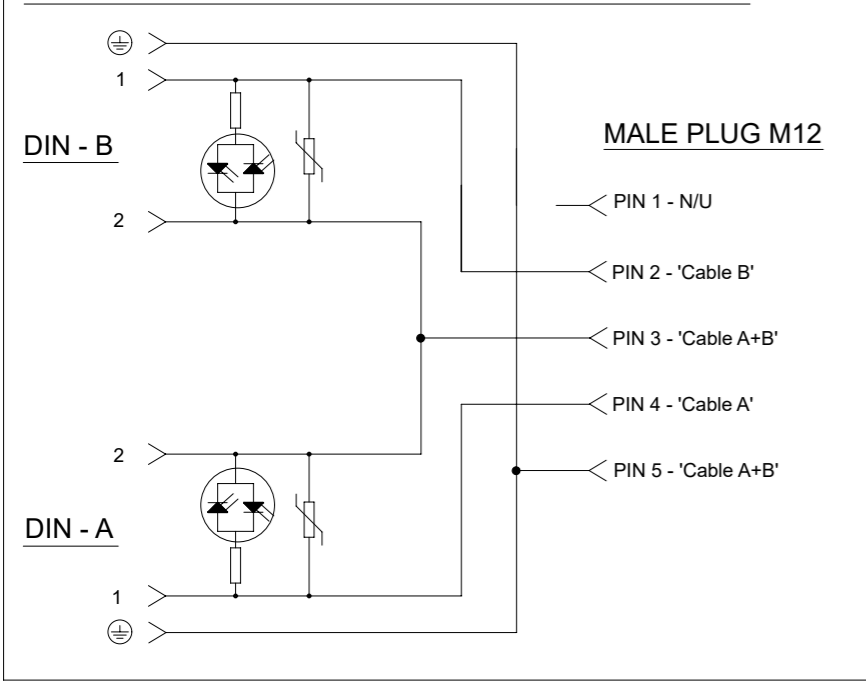 1
DIN - B
2
MALE PLUG M12
PIN 1 - N/U
PIN 2 - 'Cable B'
PIN 3 - 'Cable A+B'
PIN 4 - 'Cable A'
PIN 5 - 'Cable A+B'
2
DIN - A
1